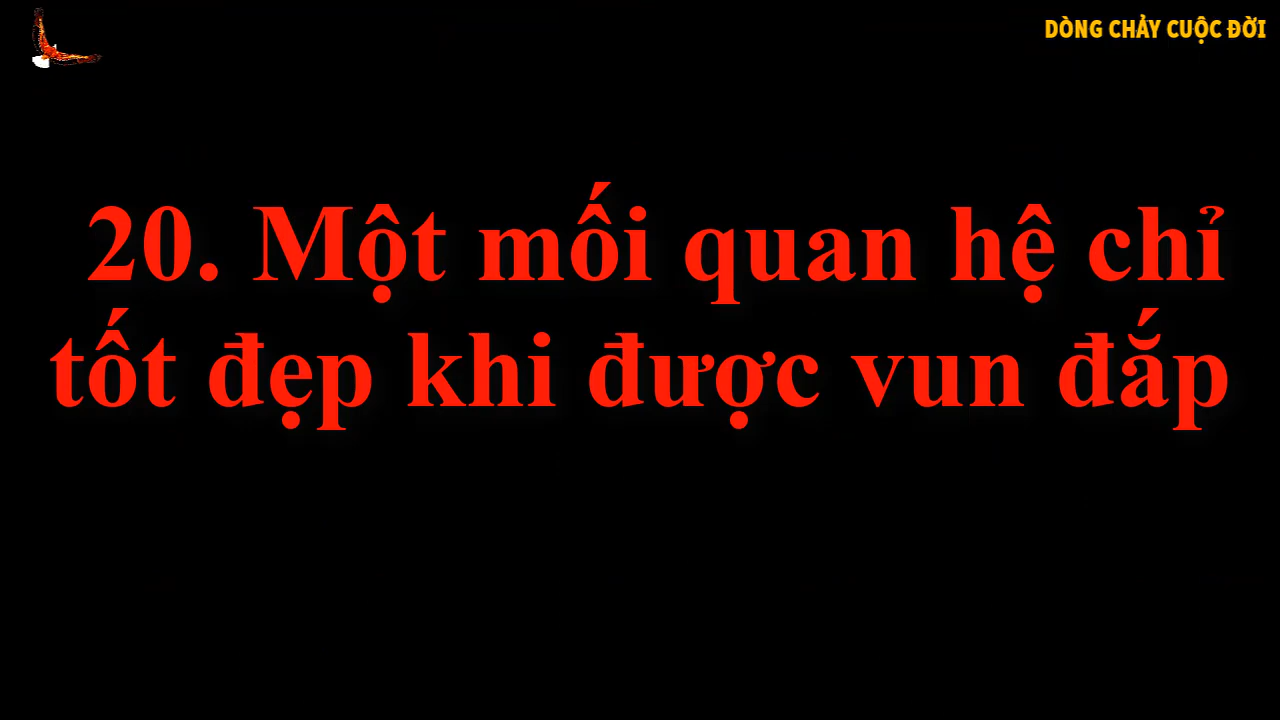 DÒNG CHẢY CUỘC ĐỜI
20. Một mối quan hệ chỉ
tốt đẹp khi được vun đắp